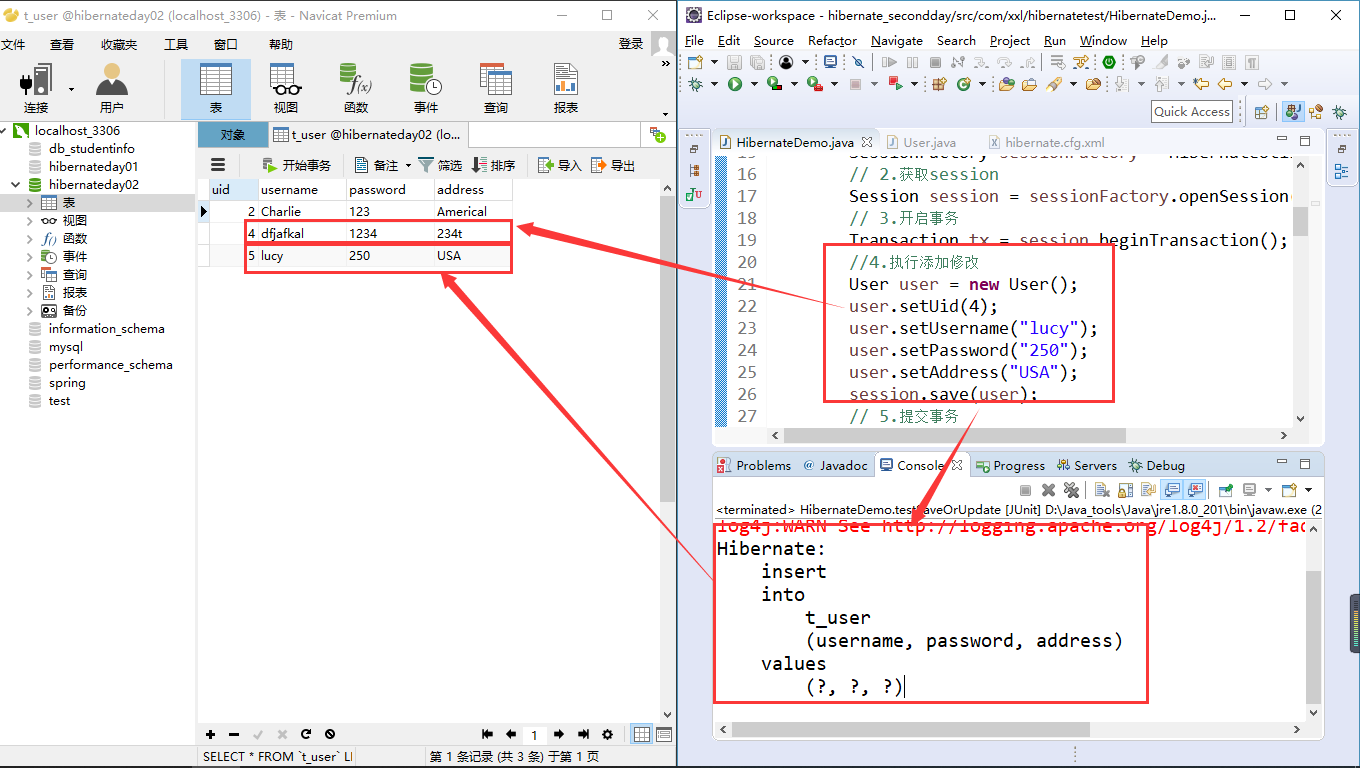 t_user @hibernateday02 (localhost_3306) - 表 - Navicat Premium
文件 查看 收藏夹 工具 窗口 帮助 登录
连接 用户 表 视图 函数 事件 查询 报表
localhost_3306
db_studentinfo
hibernateday01
hibernateday02
表
视图
函数
事件
查询
报表
备份
information_schema
mysql
performance_schema
spring
test
对象 t_user @hibernateday02 (lo...
开始事务 备注 筛选 排序 导入 导出
uid username password address
2 Charlie 123 Americal
4 dfjafkal 1234 234t
5 lucy 250 USA
1
SELECT * FROM `t_user` LI 第 1 条记录 (共 3 条) 于第 1 页
Eclipse-workspace - hibernate_secondday/src/com/xxl/hibernatetest/HibernateDemo.j...
File Edit Source Refactor Navigate Search Project Run Window Help
Quick Access
HibernateDemo.java User.java hibernate.cfg.xml
16 // 2.获取session
17 Session session = sessionFactory.openSession(
18 // 3.开启事务
19 Transaction tx = session.beginTransaction();
20 //4.执行添加修改
21 User user = new User();
22 user.setUid(4);
23 user.setUsername("lucy");
24 user.setPassword("250");
25 user.setAddress("USA");
26 session.save(user);
27 // 5.提交事务
Problems Javadoc Console Progress Servers Debug
<terminated> HibernateDemo.testSaveOrUpdate [JUnit] D:\Java_tools\Java\jre1.8.0_201\bin\javaw.exe (2
log4j:WARN See http://logging.apache.org/log4j/1.2/faq
Hibernate:
insert
into
t_user
(username, password, address)
values
(?, ?, ?)